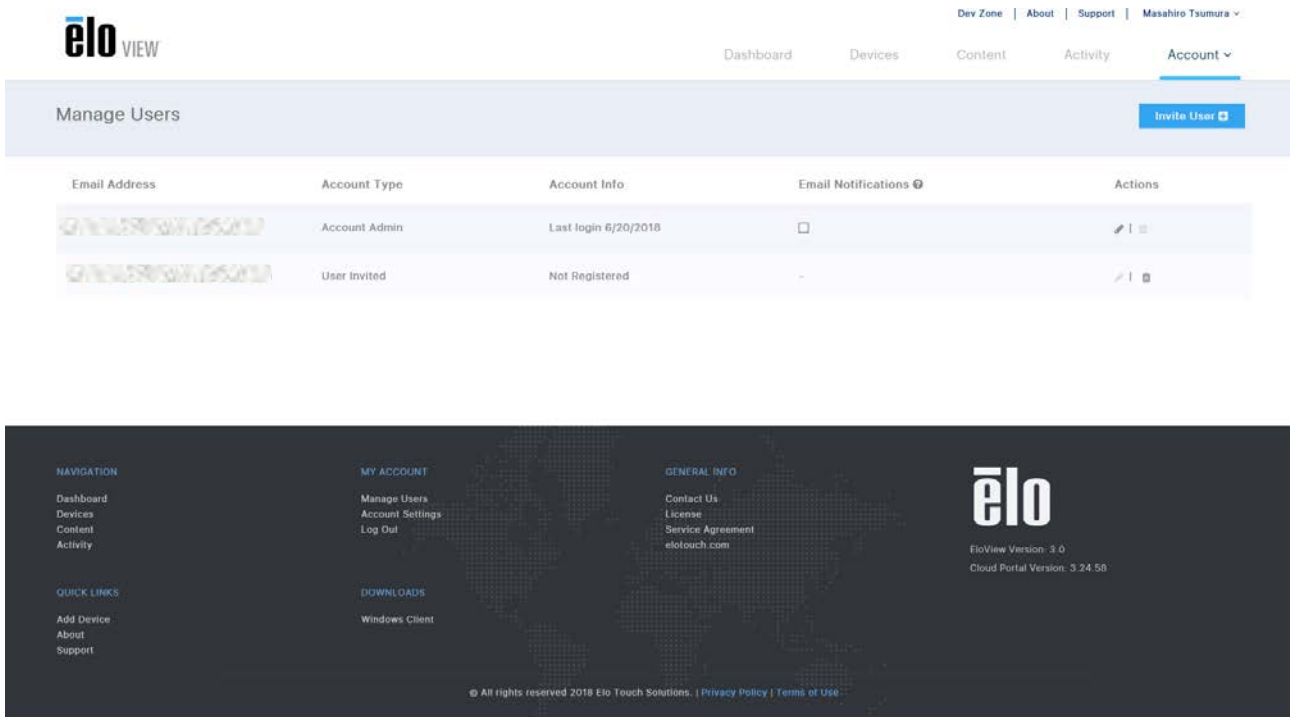 Dev Zone | About | Support | Masahiro Tsumura
ēlo VIEW
Dashboard Devices Content Activity Account
Manage Users
Invite User
Email Address Account Type Account Info Email Notifications Actions
Account Admin Last login 6/20/2018 |
User Invited Not Registered - |
NAVIGATION
Dashboard
Devices
Content
Activity
MY ACCOUNT
Manage Users
Account Settings
Log Out
GENERAL INFO
Contact Us
License
Service Agreement
elotouch.com
ēlo
EloView Version: 3.0
Cloud Portal Version: 3.24.58
QUICK LINKS
Add Device
About
Support
DOWNLOADS
Windows Client
© All rights reserved 2018 Elo Touch Solutions. | Privacy Policy | Terms of Use